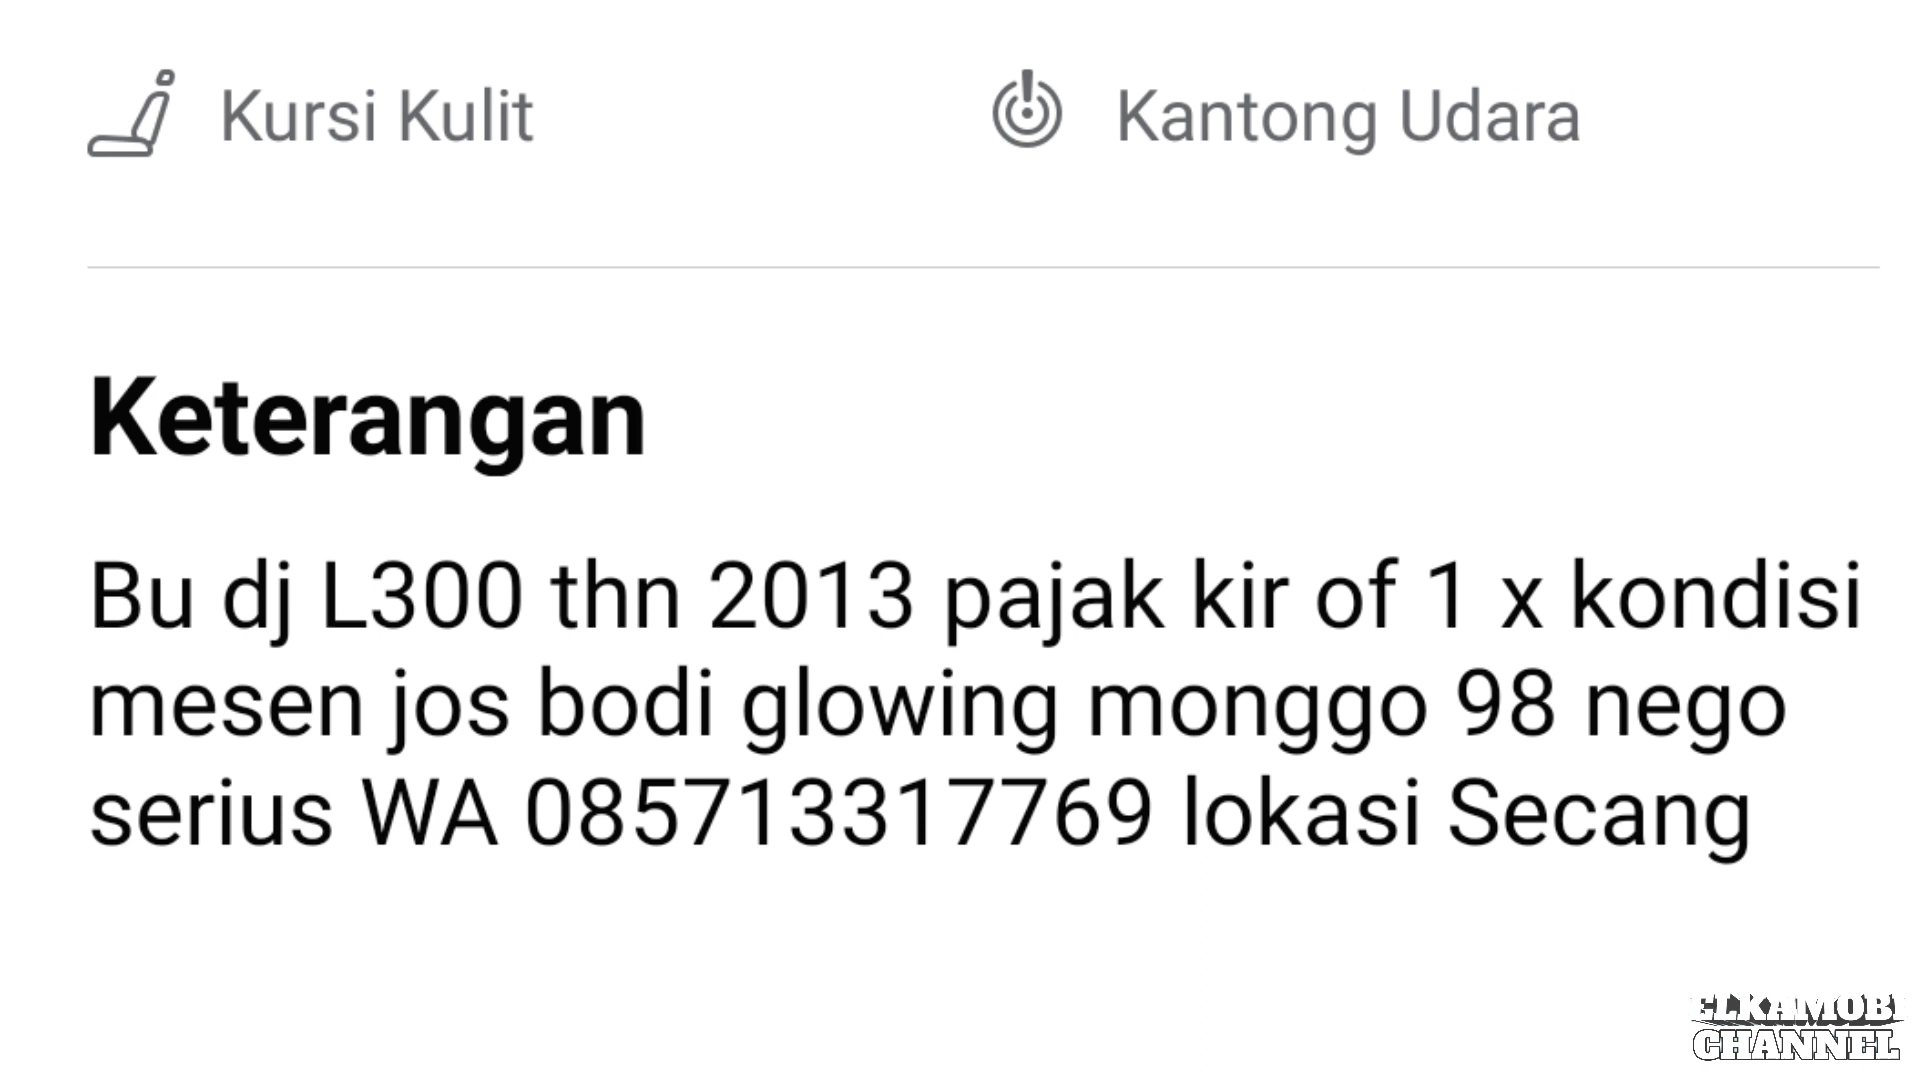 Kursi Kulit
Kantong Udara
Keterangan
Bu dj L300 thn 2013 pajak kir of 1 x kondisi
mesen jos bodi glowing monggo 98 nego
serius WA 085713317769 lokasi Secang
ELKAMOBI
CHANNEL